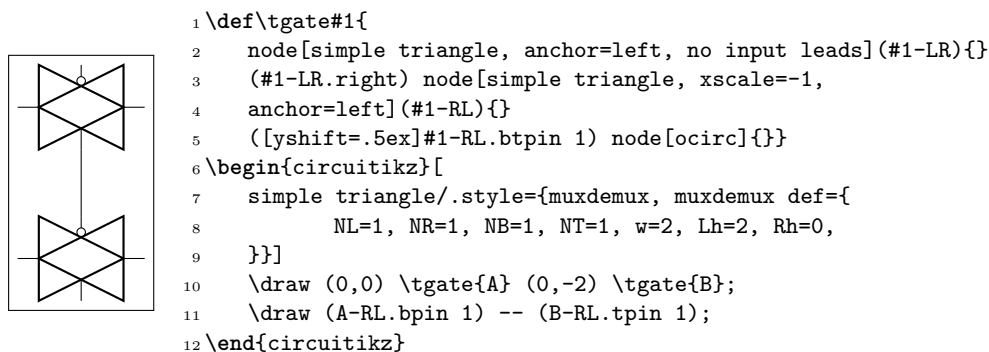 1 \def\tgate#1{
2 node[simple triangle, anchor=left, no input leads](#1-LR){}
3 (#1-LR.right) node[simple triangle, xscale=-1,
4 anchor=left](#1-RL){}
5 ([yshift=.5ex]#1-RL.btpin 1) node[ocirc]{}}
6 \begin{circuitikz}[
7 simple triangle/.style={muxdemux, muxdemux def={
8 NL=1, NR=1, NB=1, NT=1, w=2, Lh=2, Rh=0,
9 }}]
10 \draw (0,0) \tgate{A} (0,-2) \tgate{B};
11 \draw (A-RL.bpin 1) -- (B-RL.tpin 1);
12 \end{circuitikz}